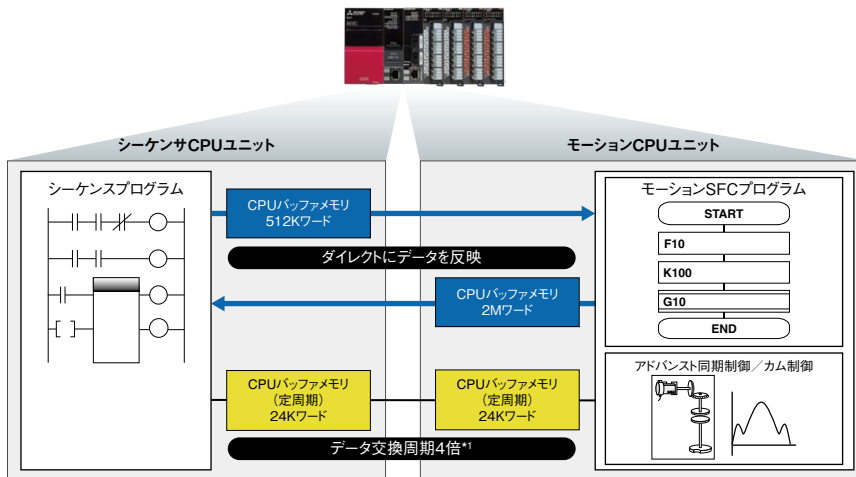 シーケンサCPUユニット
モーションCPUユニット
シーケンスプログラム
CPUバッファメモリ
512Kワード
ダイレクトにデータを反映
CPUバッファメモリ
2Mワード
CPUバッファメモリ
(定周期)
24Kワード
CPUバッファメモリ
(定周期)
24Kワード
データ交換周期4倍*1
モーションSFCプログラム
START
F10
K100
G10
END
アドバンスト同期制御／カム制御